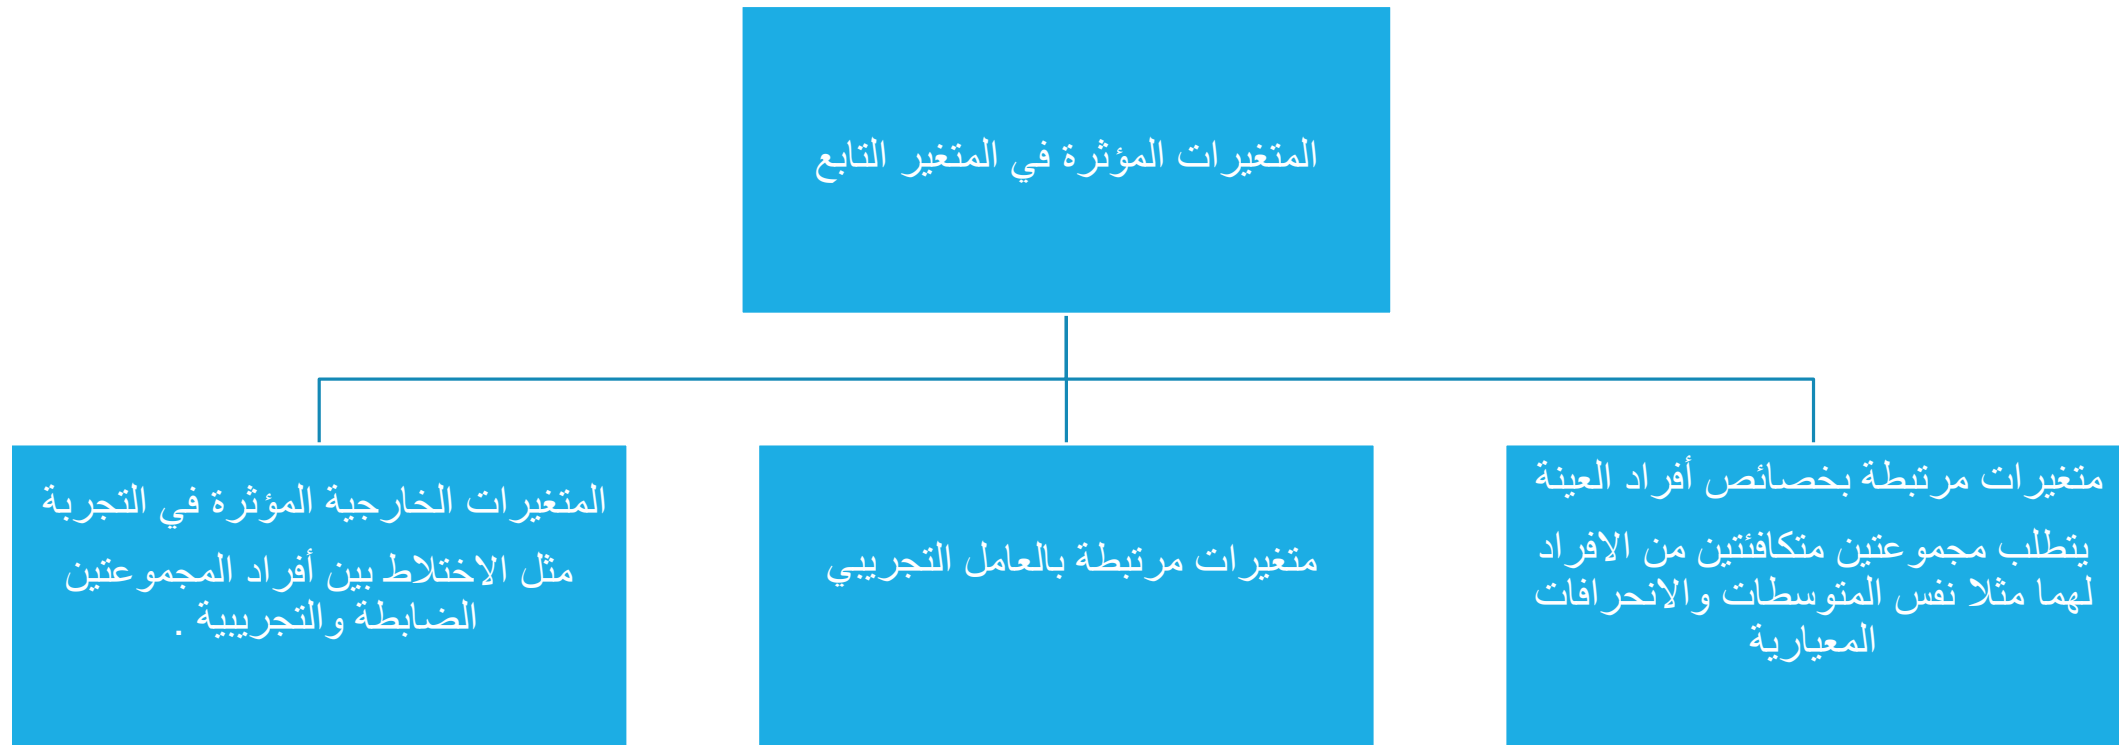 المتغيرات المؤثرة في المتغير التابع
متغيرات مرتبطة بخصائص أفراد العينة
يتطلب مجموعتين متكافئتين من الافراد
لهما مثلا نفس المتوسطات والانحرافات
المعيارية
متغيرات مرتبطة بالعامل التجريبي
المتغيرات الخارجية المؤثرة في التجربة
مثل الاختلاط بين أفراد المجموعتين
الضابطة والتجريبية .